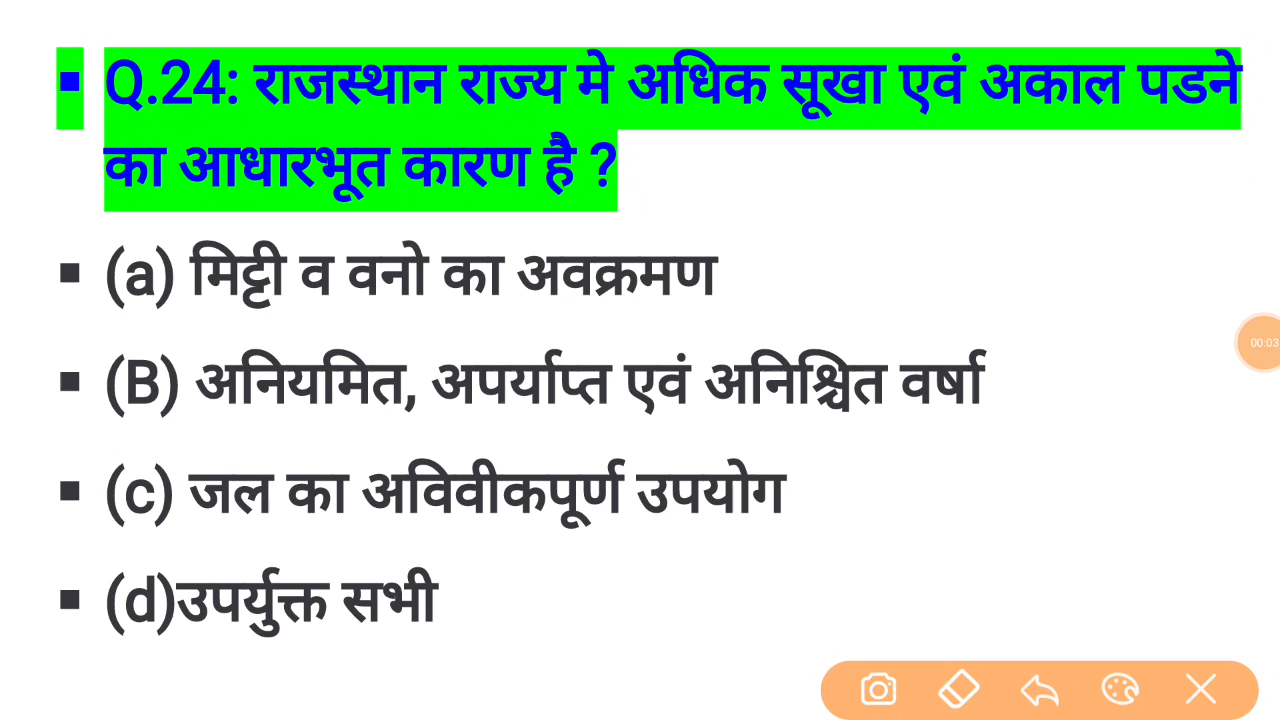 ▪ Q.24: राजस्थान राज्य मे अधिक सूखा एवं अकाल पडने
का आधारभूत कारण है ?
▪ (a) मिट्टी व वनो का अवक्रमण
▪ (B) अनियमित, अपर्याप्त एवं अनिश्चित वर्षा
▪ (c) जल का अविवीकपूर्ण उपयोग
▪ (d)उपर्युक्त सभी
00:03